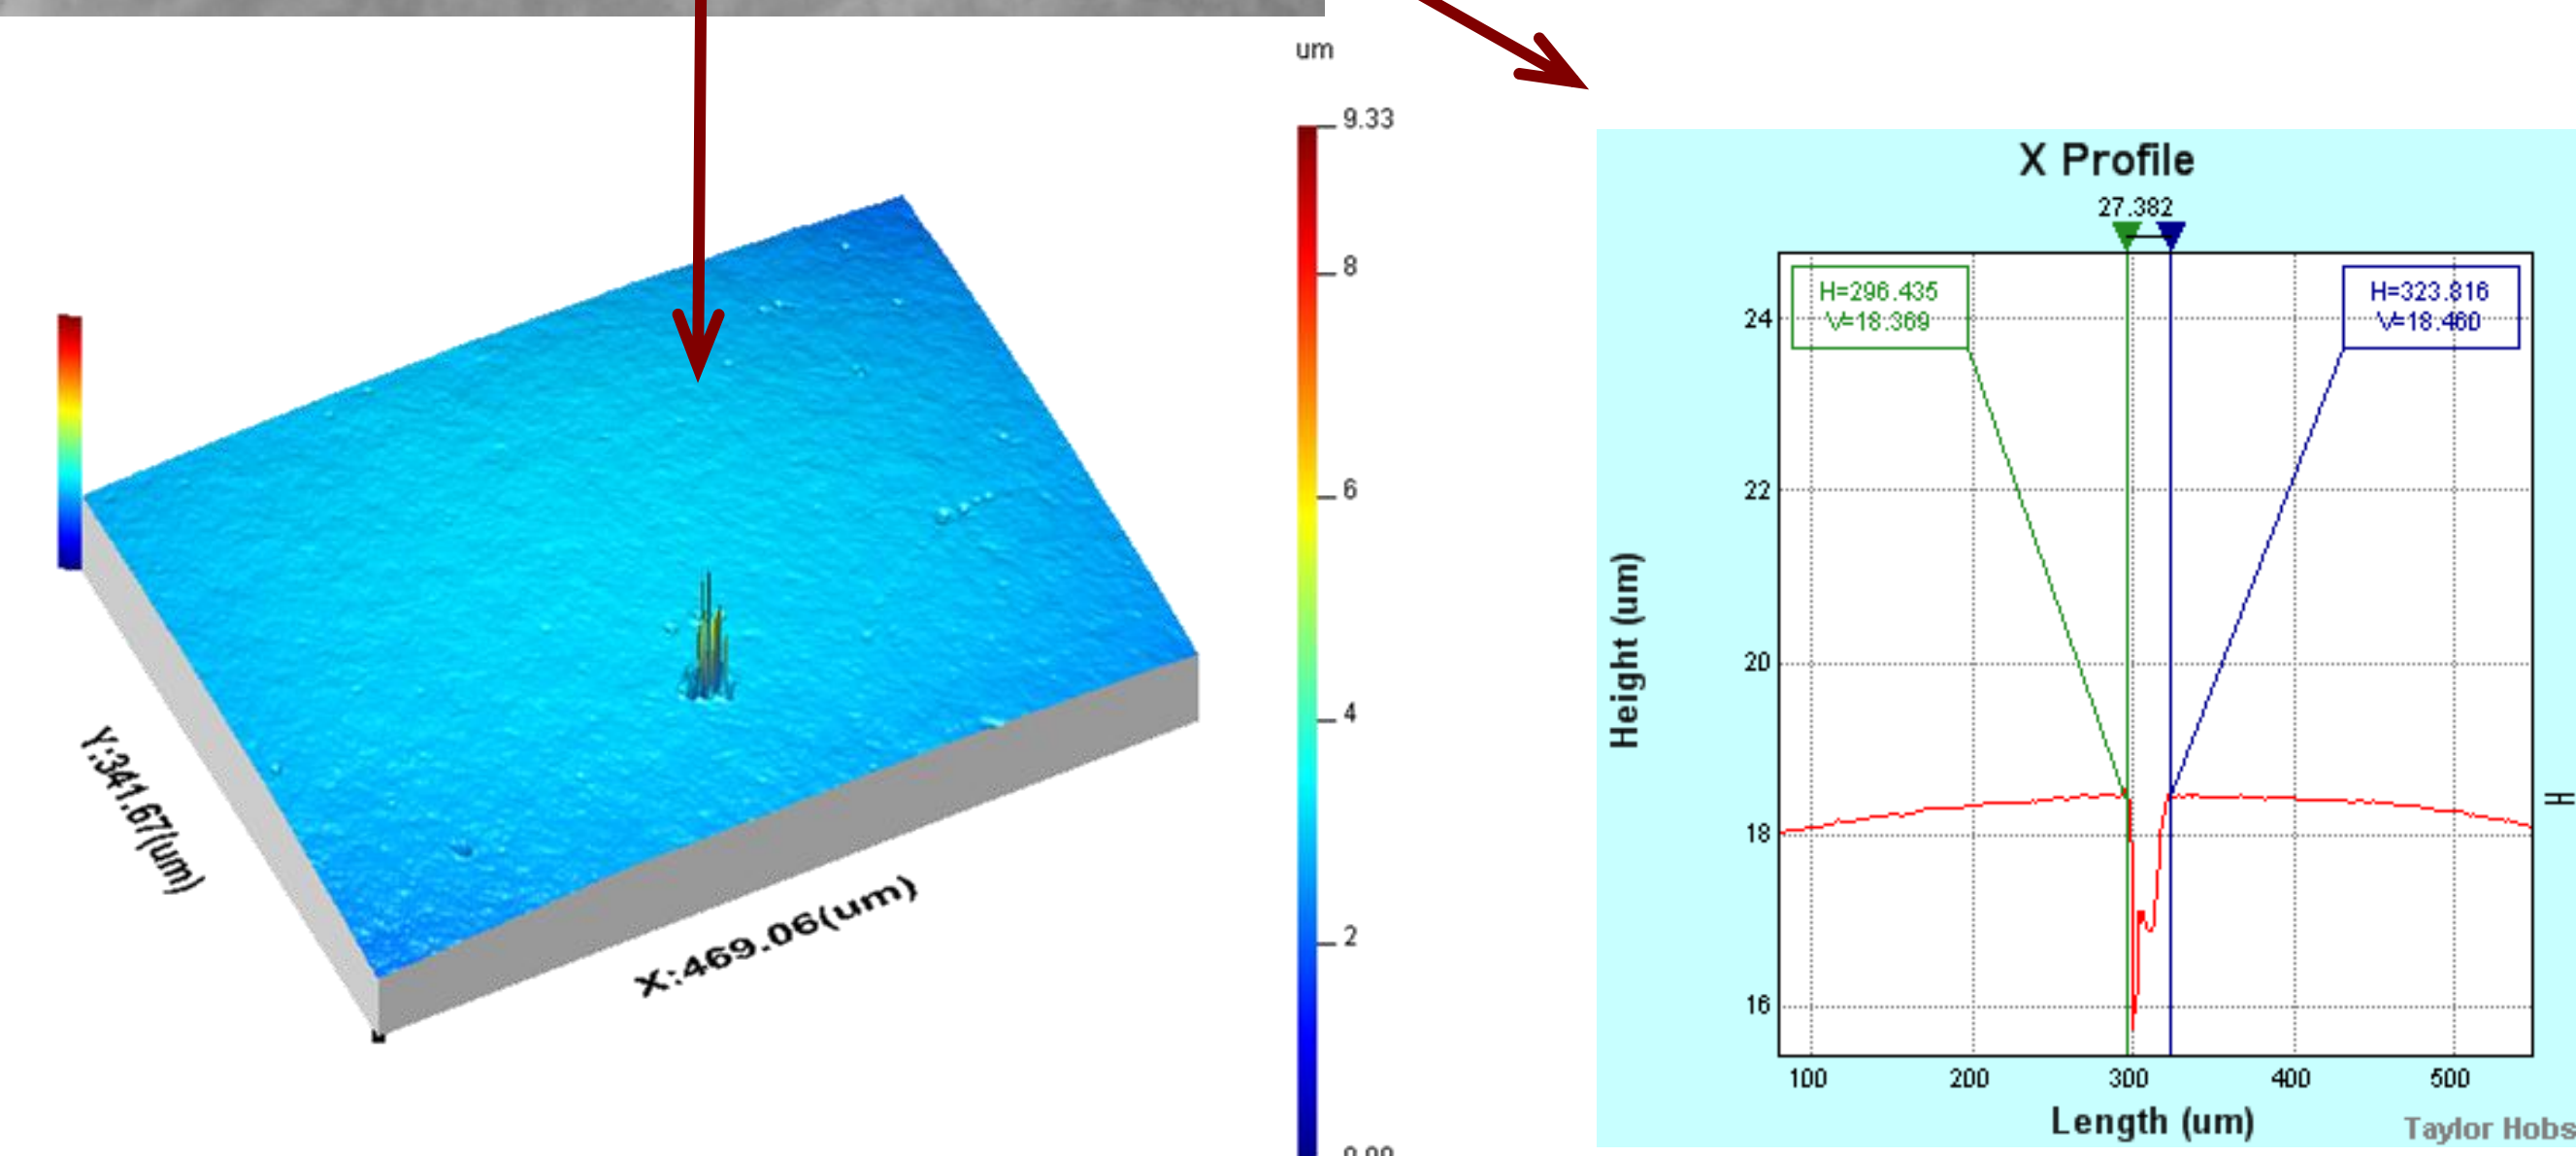 um
9.33
8
6
4
2
Y:341.67(um)
X:469.06(um)
X Profile
27.382
H=296.435
V=18.369
H=323.816
V=18.460
24
22
20
18
16
Height (um)
100 200 300 400 500
Length (um)
Taylor Hobs
H